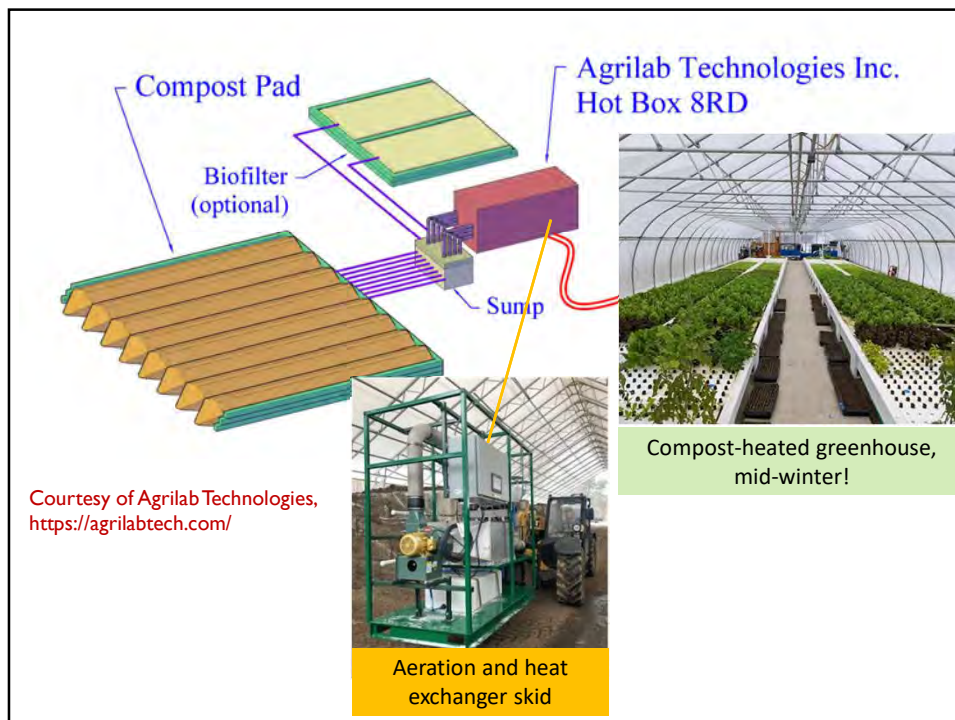 Compost Pad
Agrilab Technologies Inc.
Hot Box 8RD
Biofilter
(optional)
Sump
Compost-heated greenhouse,
mid-winter!
Courtesy of Agrilab Technologies,
https://agrilabtech.com/
Aeration and heat
exchanger skid